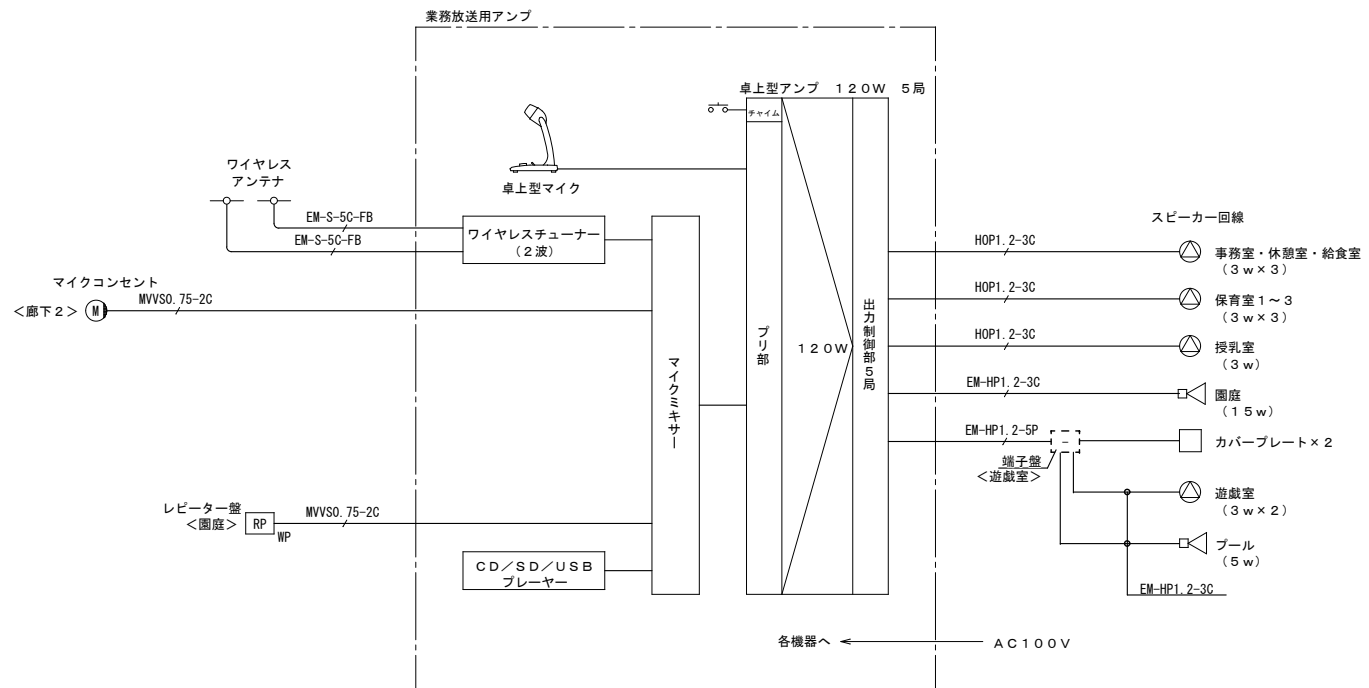 業務放送用アンプ
卓上型アンプ １２０Ｗ ５局
チャイム
ワイヤレス
アンテナ
卓上型マイク
スピーカー回線
EM-S-5C-FB
EM-S-5C-FB
ワイヤレスチューナー
（２波）
HOP1.2-3C
事務室・休憩室・給食室
（３ｗ×３）
マイクコンセント
＜廊下２＞
M
MVVS0.75-2C
HOP1.2-3C
保育室１～３
（３ｗ×３）
マイクミキサー
プリ部
１２０Ｗ
出力制御部５局
HOP1.2-3C
授乳室
（３ｗ）
EM-HP1.2-3C
園庭
（１５ｗ）
EM-HP1.2-5P
端子盤
＜遊戯室＞
カバープレート×２
レピーター盤
＜園庭＞
RP
WP
MVVS0.75-2C
遊戯室
（３ｗ×２）
プール
（５ｗ）
ＣＤ／ＳＤ／ＵＳＢ
プレーヤー
EM-HP1.2-3C
各機器へ
ＡＣ１００Ｖ